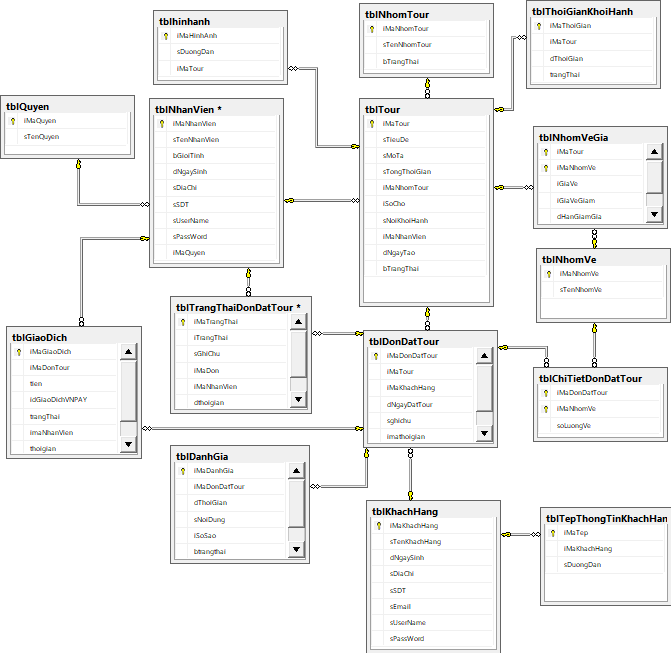 tblhinhanh
iMaHinhAnh
sDuongDan
iMaTour
tblNhomTour
iMaNhomTour
sTenNhomTour
bTrangThai
tblThoiGianKhoiHanh
iMaThoiGian
iMaTour
dThoiGian
trangThai
tblQuyen
iMaQuyen
sTenQuyen
tblNhanVien *
iMaNhanVien
sTenNhanVien
bGioiTinh
dNgaySinh
sDiaChi
sSDT
sUserName
sPassWord
iMaQuyen
tblTour
iMaTour
sTieuDe
sMoTa
sTongThoiGian
iMaNhomTour
iSoCho
sNoiKhoiHanh
iMaNhanVien
dNgayTao
bTrangThai
tblNhomVeGia
iMaTour
iMaNhomVe
iGiaVe
iGiaVeGiam
dHanGiamGia
tblNhomVe
iMaNhomVe
sTenNhomVe
tblTrangThaiDonDatTour *
iMaTrangThai
iTrangThai
sGhiChu
iMaDon
iMaNhanVien
dthoigian
tblGiaoDich
iMaGiaoDich
iMaDonTour
tien
idGiaoDichVNPAY
trangThai
imaNhanVien
thoigian
tblDonDatTour
iMaDonDatTour
iMaTour
iMaKhachHang
dNgayDatTour
sghichu
imathoigian
tblChiTietDonDatTour
iMaDonDatTour
iMaNhomVe
soLuongVe
tblDanhGia
iMaDanhGia
iMaDonDatTour
dThoiGian
sNoiDung
iSoSao
btrangthai
tblKhachHang
iMaKhachHang
sTenKhachHang
dNgaySinh
sDiaChi
sSDT
sEmail
sUserName
sPassWord
tblTepThongTinKhachHan
iMaTep
iMaKhachHang
sDuongDan